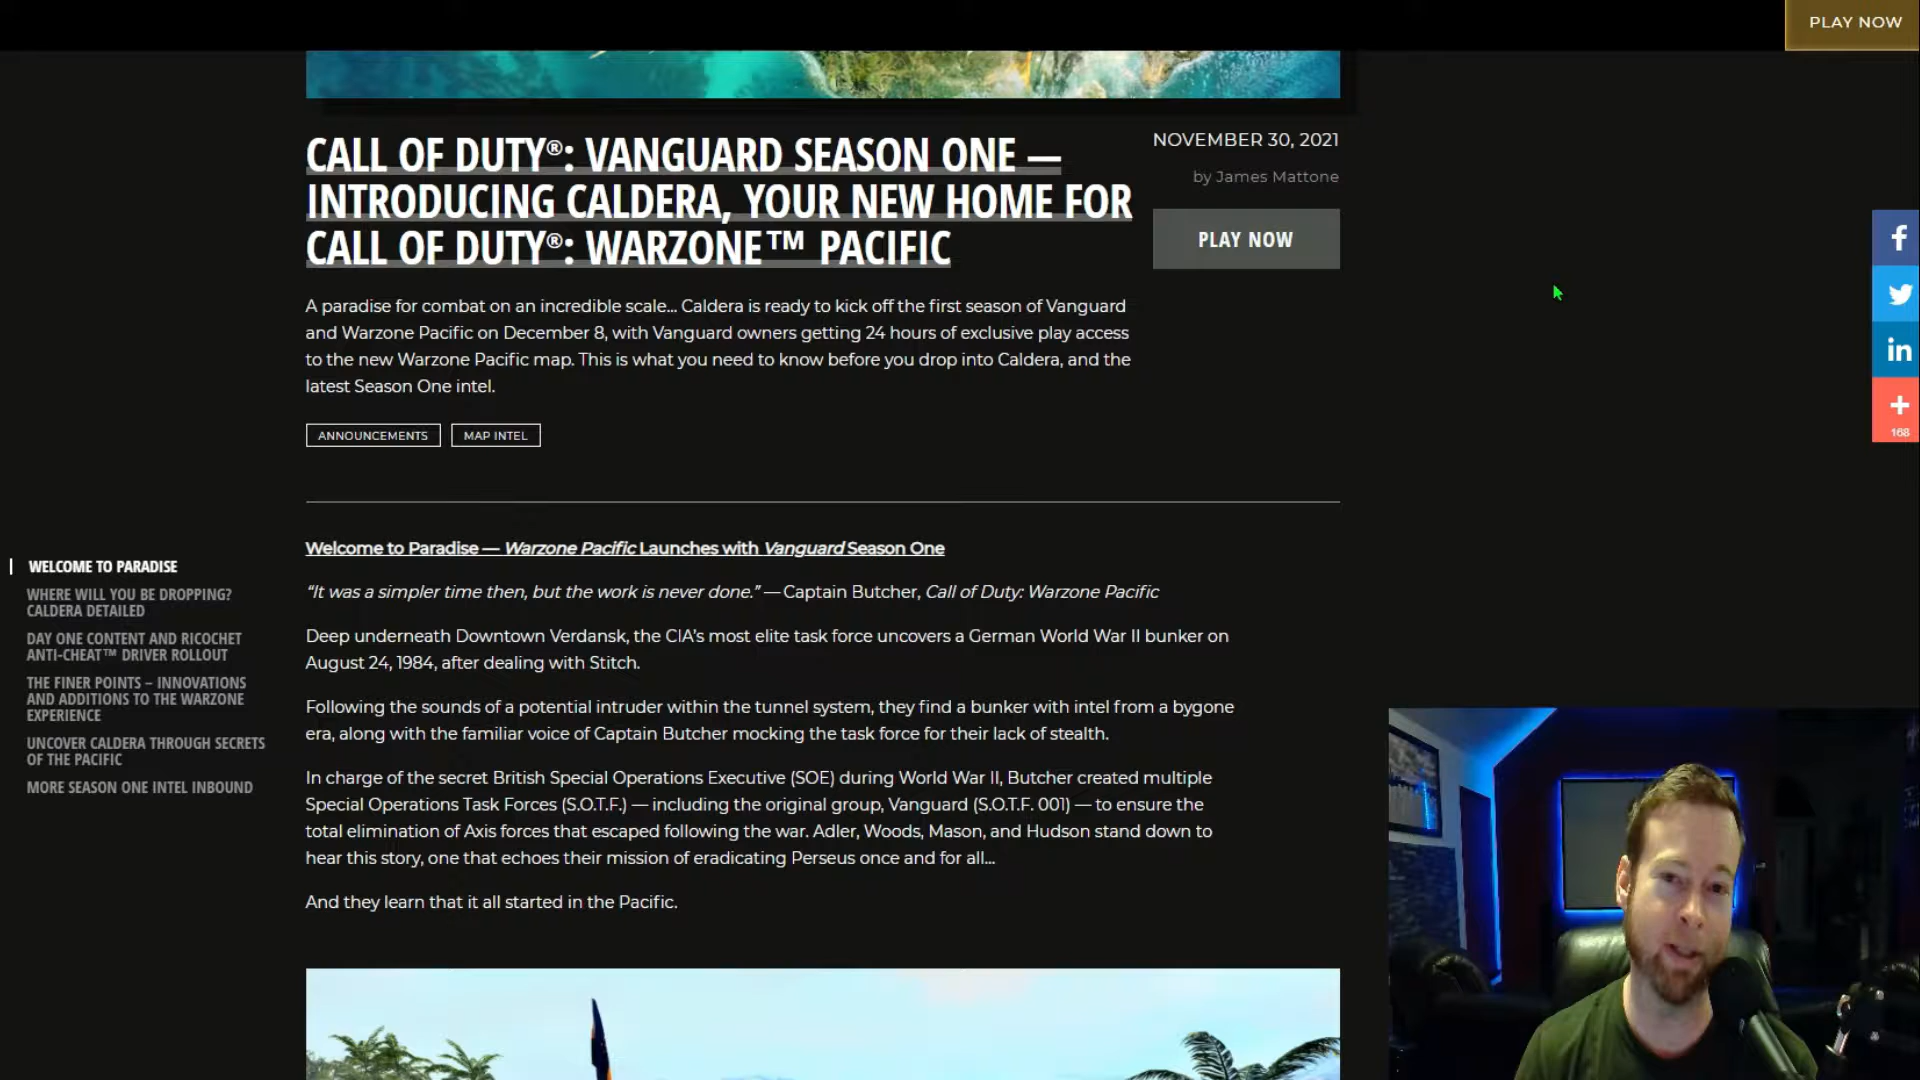 PLAY NOW
CALL OF DUTY®: VANGUARD SEASON ONE —
INTRODUCING CALDERA, YOUR NEW HOME FOR
CALL OF DUTY®: WARZONE™ PACIFIC
NOVEMBER 30, 2021
by James Mattone
PLAY NOW
A paradise for combat on an incredible scale... Caldera is ready to kick off the first season of Vanguard
and Warzone Pacific on December 8, with Vanguard owners getting 24 hours of exclusive play access
to the new Warzone Pacific map. This is what you need to know before you drop into Caldera, and the
latest Season One intel.
ANNOUNCEMENTS
MAP INTEL
168
WELCOME TO PARADISE
WHERE WILL YOU BE DROPPING?
CALDERA DETAILED
DAY ONE CONTENT AND RICOCHET
ANTI-CHEAT™ DRIVER ROLLOUT
THE FINER POINTS – INNOVATIONS
AND ADDITIONS TO THE WARZONE
EXPERIENCE
UNCOVER CALDERA THROUGH SECRETS
OF THE PACIFIC
MORE SEASON ONE INTEL INBOUND
Welcome to Paradise — Warzone Pacific Launches with Vanguard Season One
“It was a simpler time then, but the work is never done.” — Captain Butcher, Call of Duty: Warzone Pacific
Deep underneath Downtown Verdansk, the CIA’s most elite task force uncovers a German World War II bunker on
August 24, 1984, after dealing with Stitch.
Following the sounds of a potential intruder within the tunnel system, they find a bunker with intel from a bygone
era, along with the familiar voice of Captain Butcher mocking the task force for their lack of stealth.
In charge of the secret British Special Operations Executive (SOE) during World War II, Butcher created multiple
Special Operations Task Forces (S.O.T.F.) — including the original group, Vanguard (S.O.T.F. 001) — to ensure the
total elimination of Axis forces that escaped following the war. Adler, Woods, Mason, and Hudson stand down to
hear this story, one that echoes their mission of eradicating Perseus once and for all...
And they learn that it all started in the Pacific.